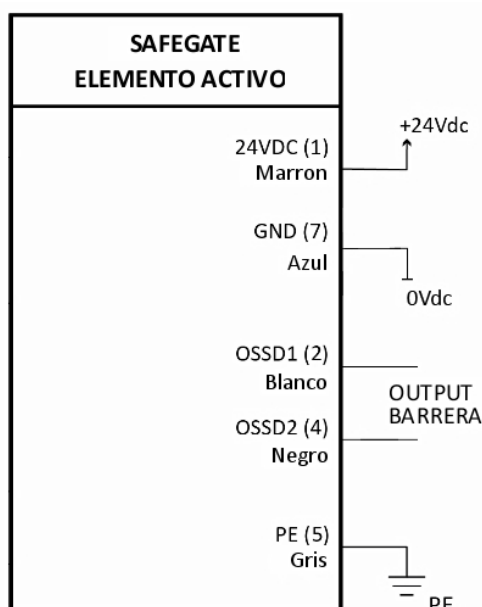 SAFEGATE
ELEMENTO ACTIVO
+24Vdc
24VDC (1)
Marron
GND (7)
Azul
0Vdc
OSSD1 (2)
Blanco
OUTPUT
BARRERA
OSSD2 (4)
Negro
PE (5)
Gris
PE